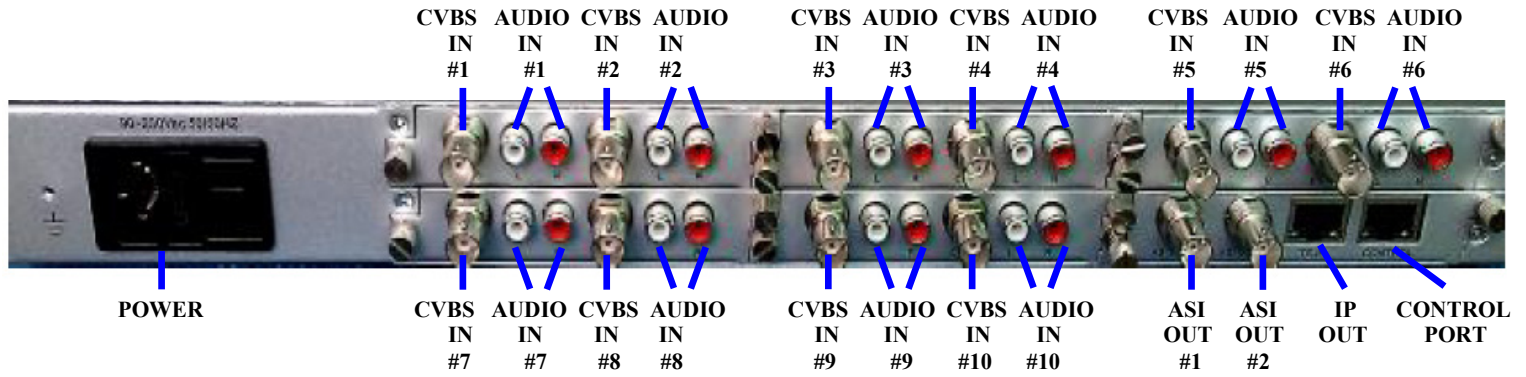 CVBS AUDIO CVBS AUDIO
IN IN IN IN
#1 #1 #2 #2
CVBS AUDIO CVBS AUDIO
IN IN IN IN
#3 #3 #4 #4
CVBS AUDIO CVBS AUDIO
IN IN IN IN
#5 #5 #6 #6
POWER
CVBS AUDIO CVBS AUDIO
IN IN IN IN
#7 #7 #8 #8
CVBS AUDIO CVBS AUDIO
IN IN IN IN
#9 #9 #10 #10
ASI ASI IP CONTROL
OUT OUT OUT PORT
#1 #2